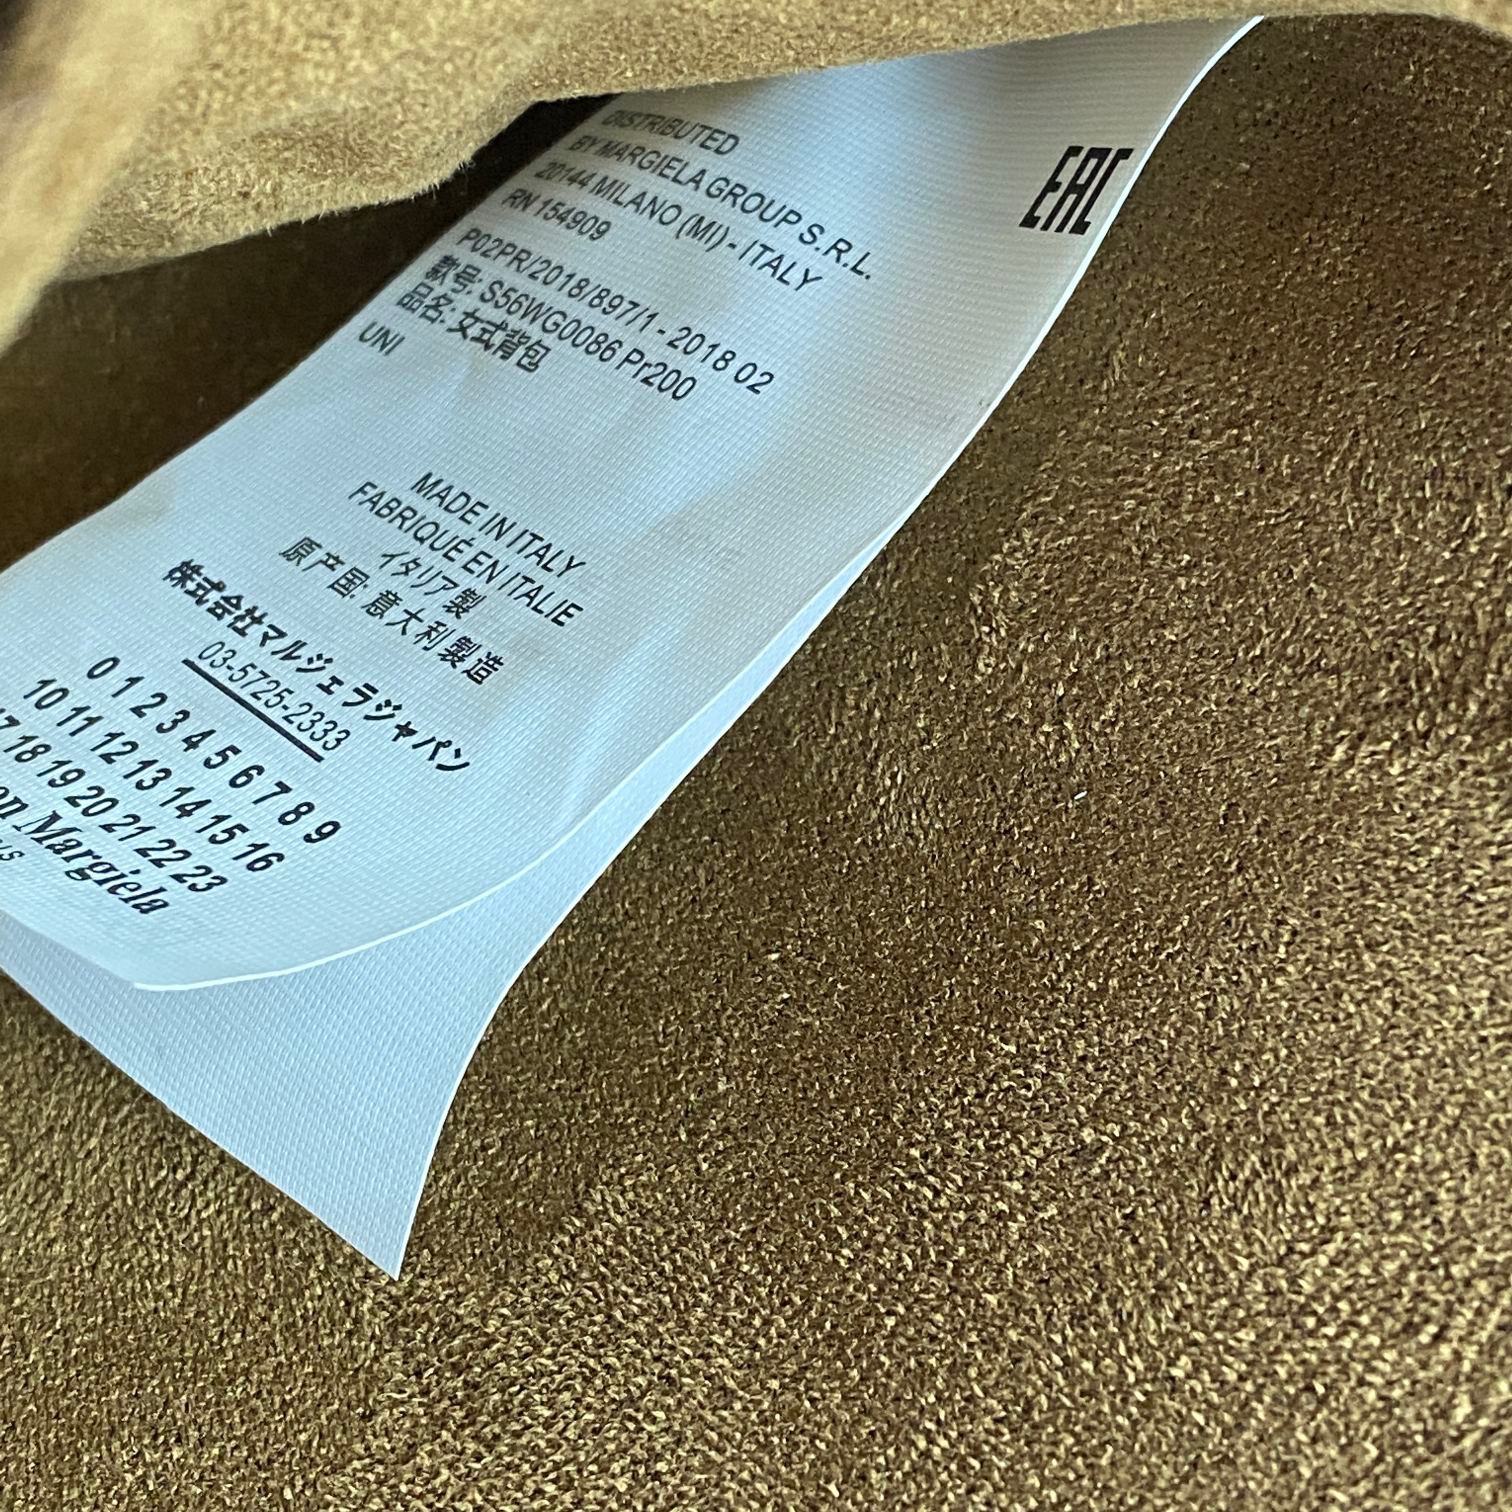 DISTRIBUTED
BY MARGIELA GROUP S.R.L.
20144 MILANO (MI) - ITALY
RN 154909
EAC
P02PR/2018/897/1 - 2018 02
款号: S56WG0086 Pr200
品名: 女式背包
UNI
MADE IN ITALY
FABRIQUÉ EN ITALIE
イタリア製
原产国: 意大利製造
株式会社マルジェラジャパン
03-5725-2333
0 1 2 3 4 5 6 7 8 9
10 11 12 13 14 15 16
18 19 20 21 22 23
Margiela